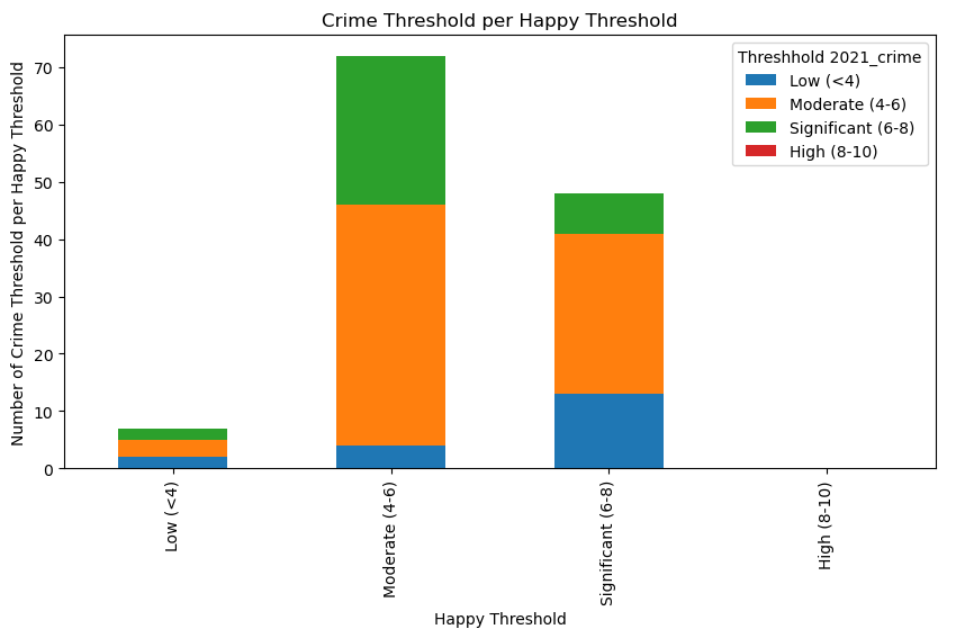 Crime Threshold per Happy Threshold
Number of Crime Threshold per Happy Threshold
70
60
50
40
30
20
10
0
Threshhold 2021_crime
Low (<4)
Moderate (4-6)
Significant (6-8)
High (8-10)
Low (<4)
Moderate (4-6)
Significant (6-8)
High (8-10)
Happy Threshold